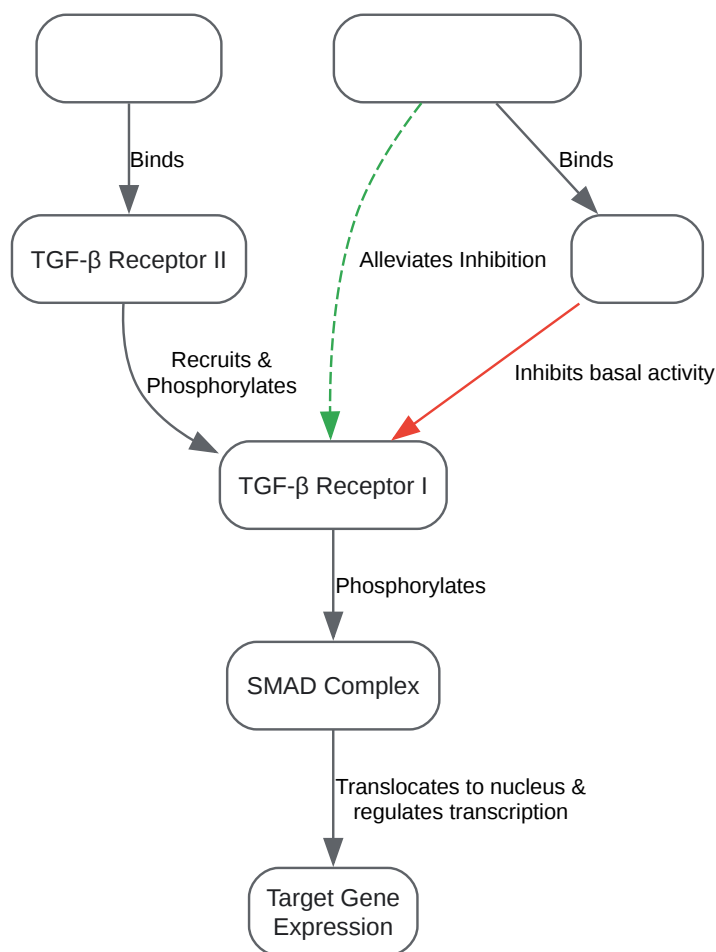 Binds
Binds
TGF-β Receptor II
Alleviates Inhibition
Recruits &
Phosphorylates
Inhibits basal activity
TGF-β Receptor I
Phosphorylates
SMAD Complex
Translocates to nucleus &
regulates transcription
Target Gene
Expression